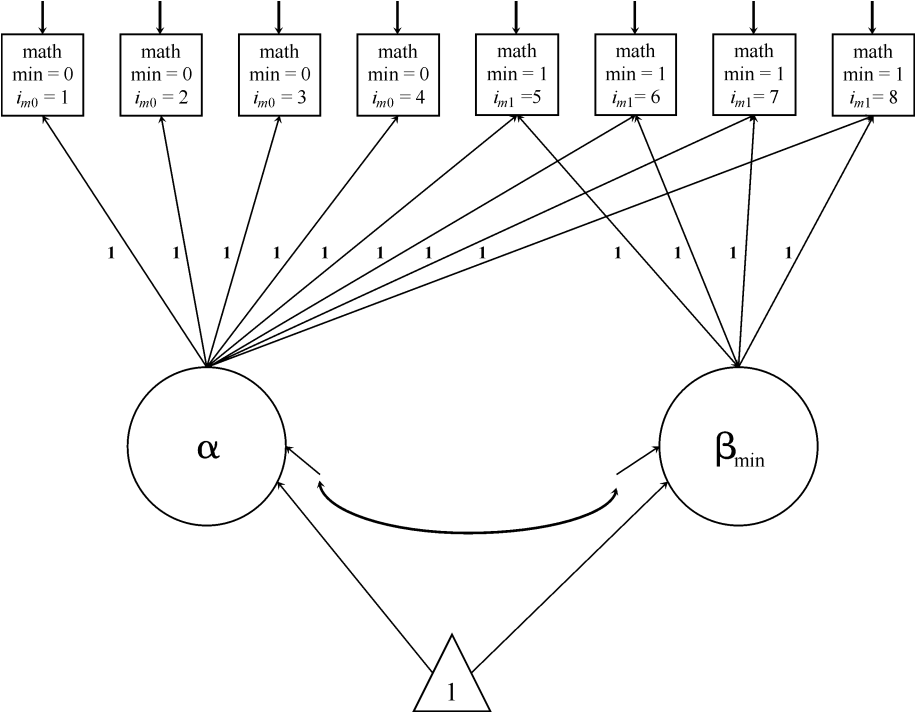 math
min = 0
im0 = 1
math
min = 0
im0 = 2
math
min = 0
im0 = 3
math
min = 0
im0 = 4
math
min = 1
im1 =5
math
min = 1
im1= 6
math
min = 1
im1= 7
math
min = 1
im1= 8
1 1 1 1 1 1 1 1 1 1 1 1
α
βmin
1